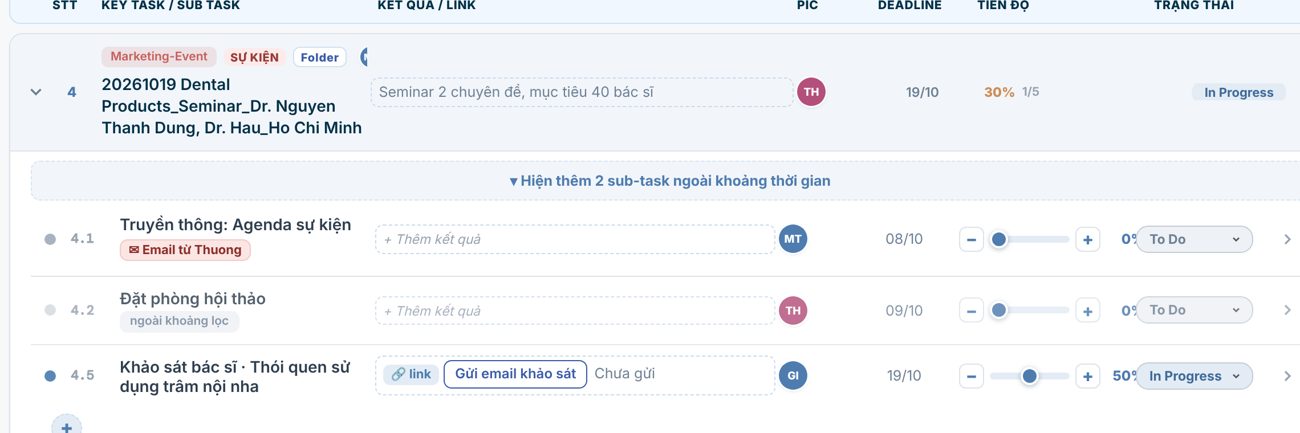 STT KEY TASK / SUB TASK KẾT QUẢ / LINK PIC DEADLINE TIẾN ĐỘ TRẠNG THÁI
Marketing-Event SỰ KIỆN Folder
4 20261019 Dental
Products_Seminar_Dr. Nguyen
Thanh Dung, Dr. Hau_Ho Chi Minh
Seminar 2 chuyên đề, mục tiêu 40 bác sĩ TH 19/10 30% 1/5 In Progress
▾ Hiện thêm 2 sub-task ngoài khoảng thời gian
4.1 Truyền thông: Agenda sự kiện
✉ Email từ Thuong
+ Thêm kết quả MT 08/10 − + 0% To Do
4.2 Đặt phòng hội thảo
ngoài khoảng lọc
+ Thêm kết quả TH 09/10 − + 0% To Do
4.5 Khảo sát bác sĩ · Thói quen sử
dụng trâm nội nha
🔗 link Gửi email khảo sát Chưa gửi GI 19/10 − + 50% In Progress
+